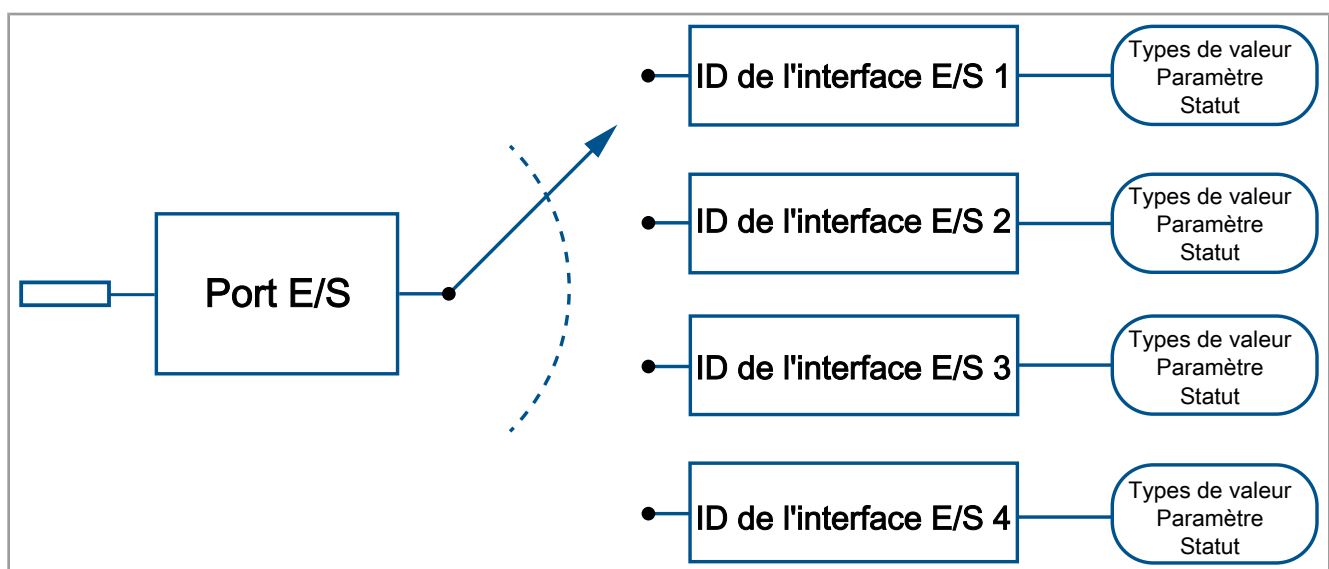 ID de l'interface E/S 1
Types de valeur
Paramètre
Statut
ID de l'interface E/S 2
Types de valeur
Paramètre
Statut
Port E/S
ID de l'interface E/S 3
Types de valeur
Paramètre
Statut
ID de l'interface E/S 4
Types de valeur
Paramètre
Statut